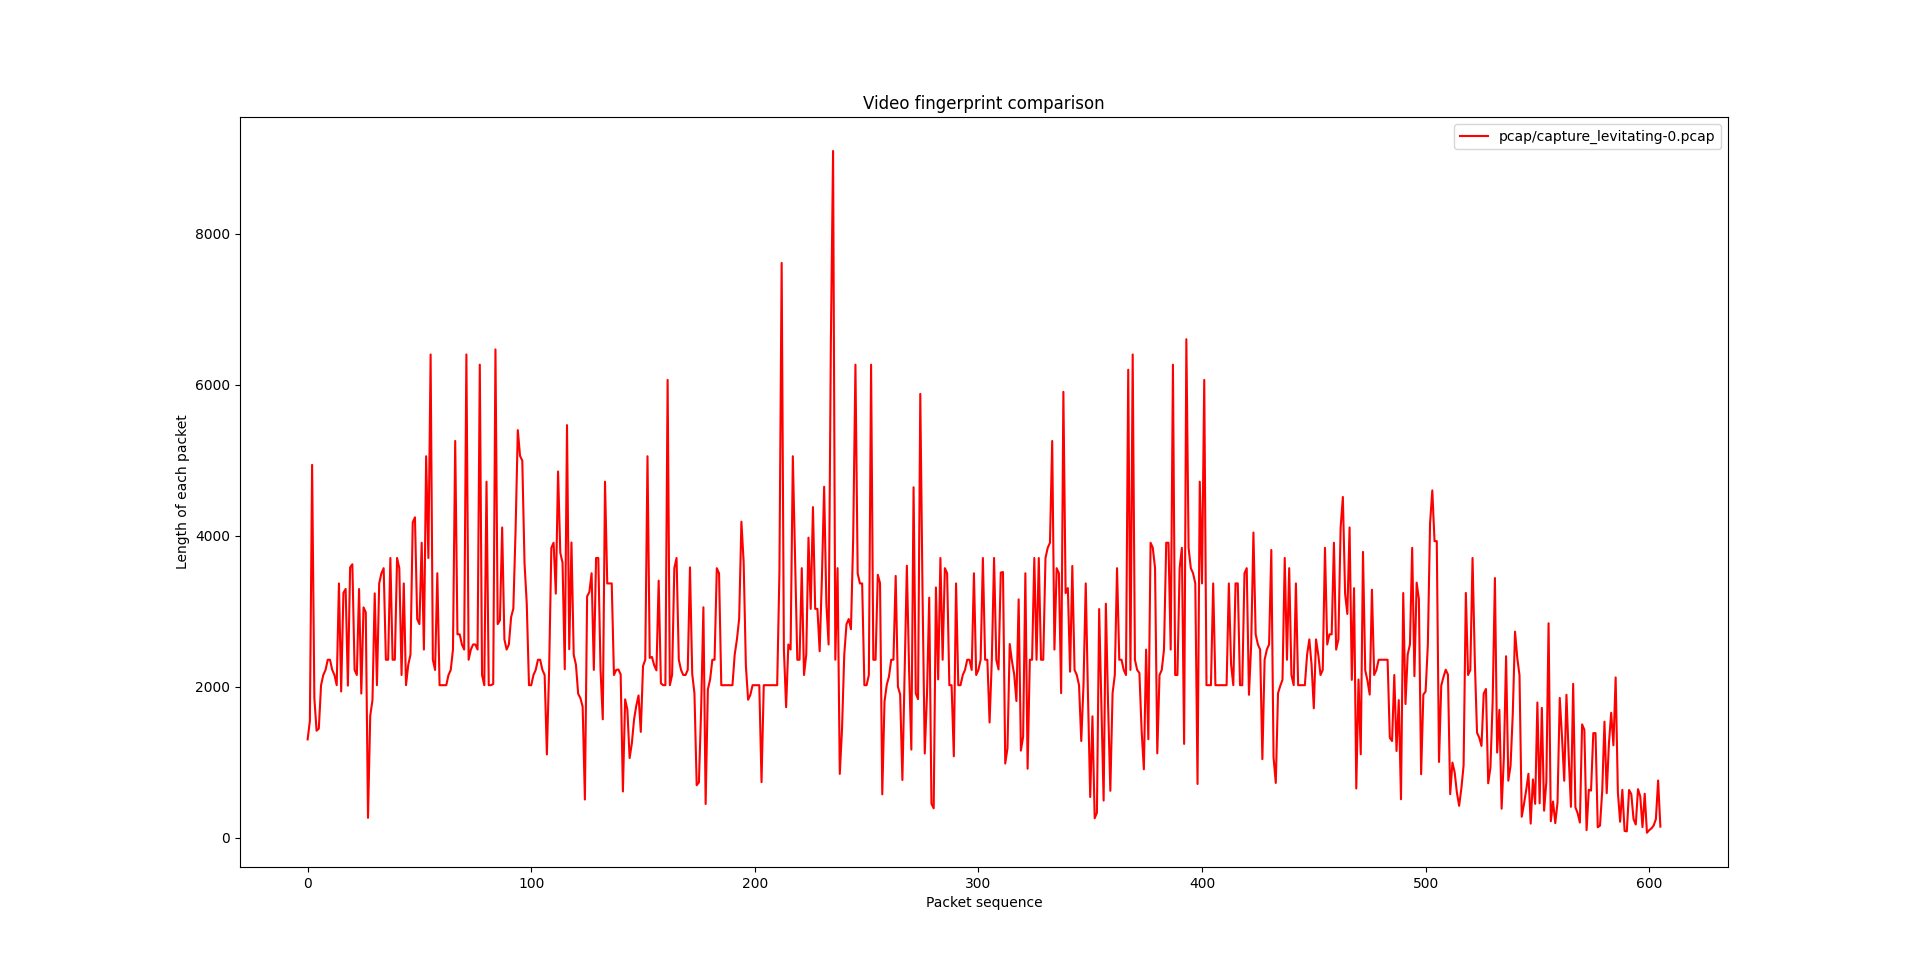 Video fingerprint comparison
pcap/capture_levitating-0.pcap
Length of each packet
8000
6000
4000
2000
0
0 100 200 300 400 500 600
Packet sequence